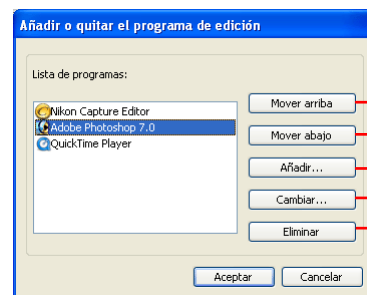 Añadir o quitar el programa de edición
Lista de programas:
Nikon Capture Editor
Adobe Photoshop 7.0
QuickTime Player
Mover arriba
Mover abajo
Añadir...
Cambiar...
Eliminar
Aceptar
Cancelar